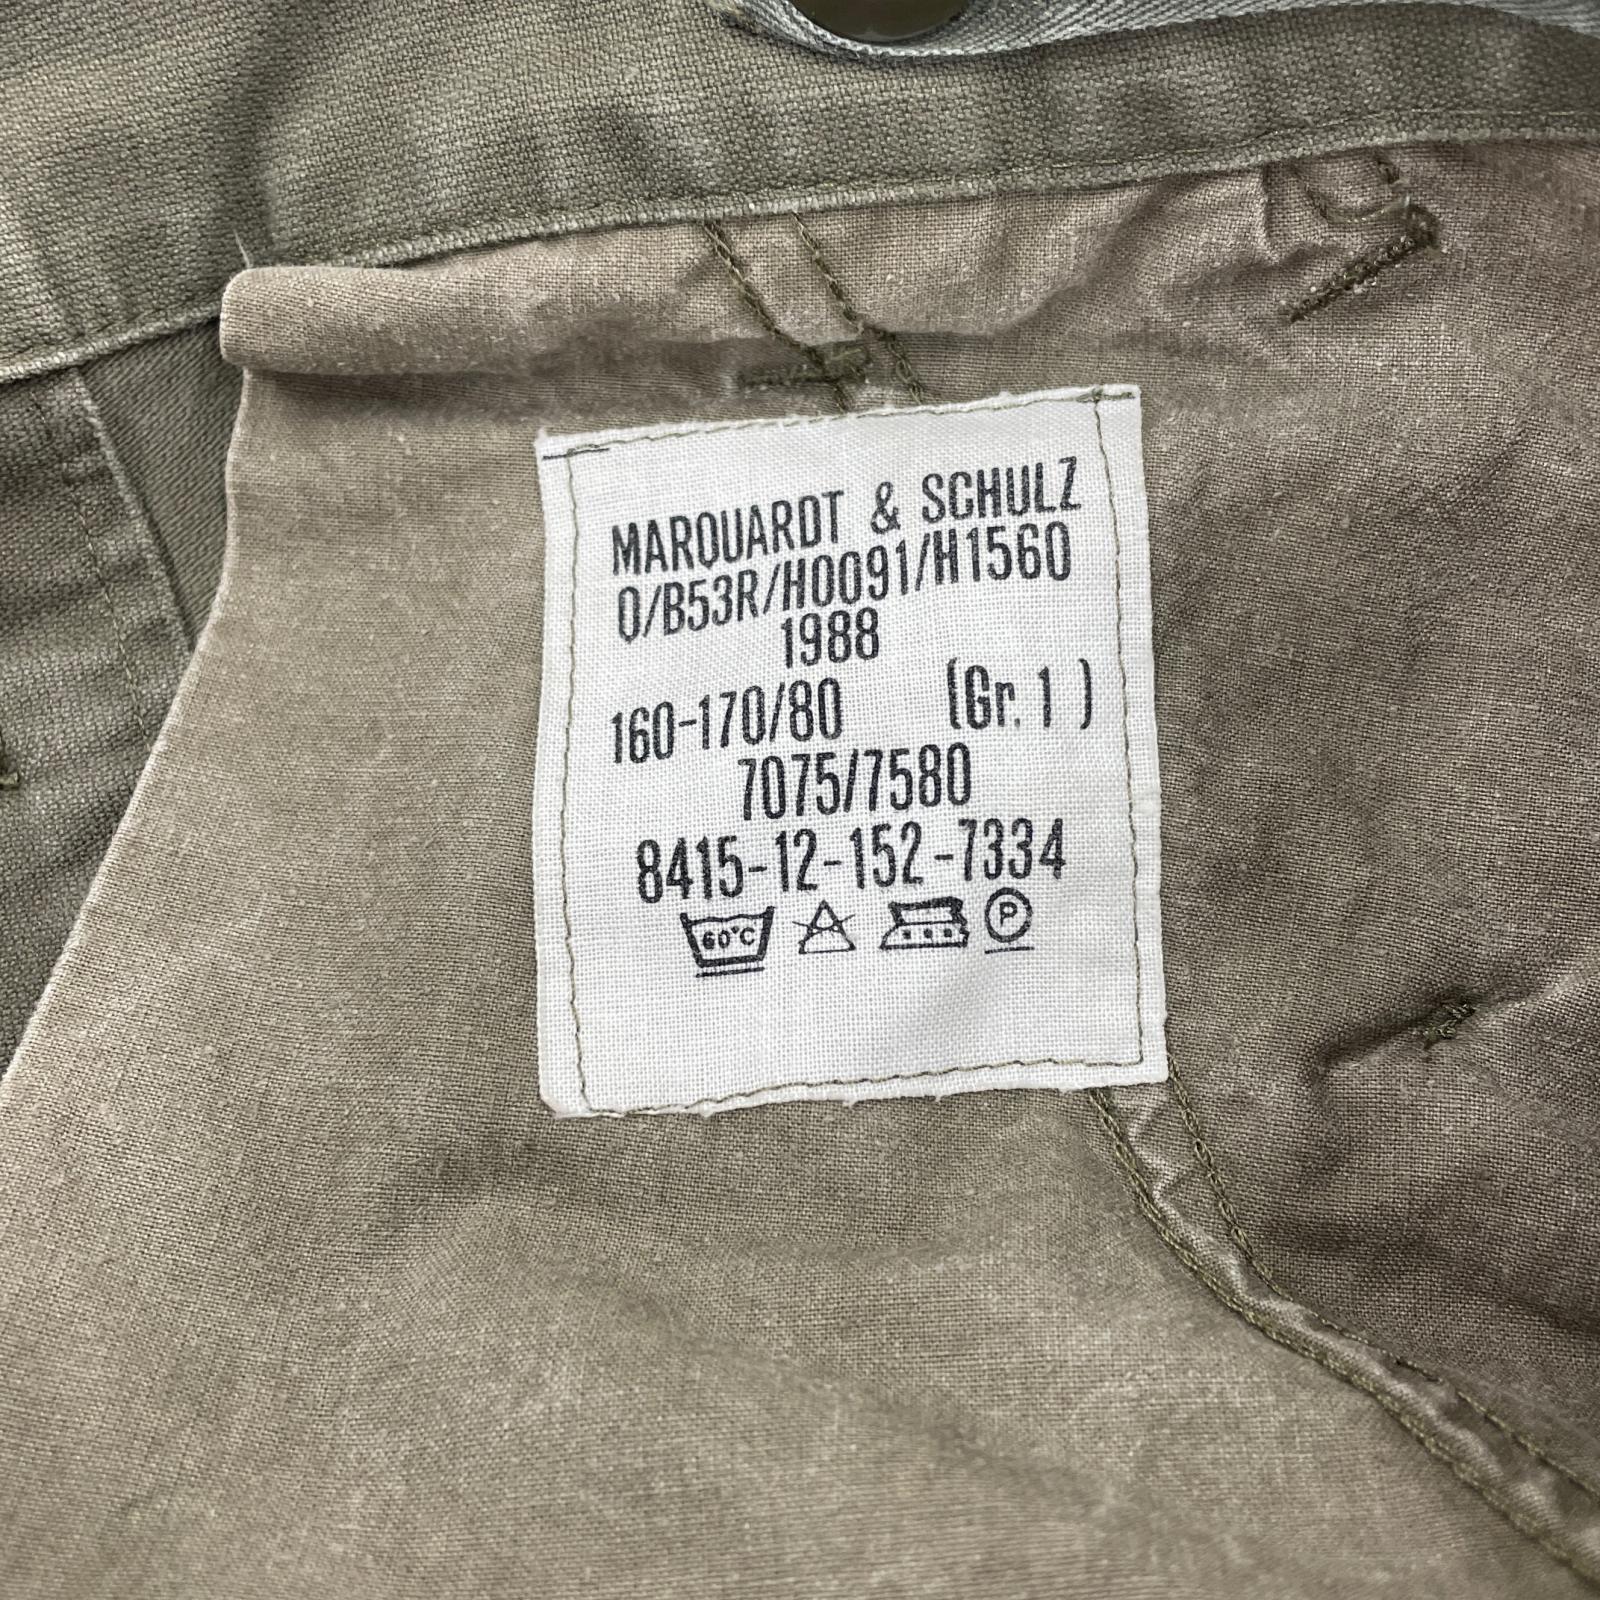 MARQUARDT & SCHULZ
0/B53R/H0091/H1560
1988
160-170/80 (Gr. 1 )
7075/7580
8415-12-152-7334
60°C A P